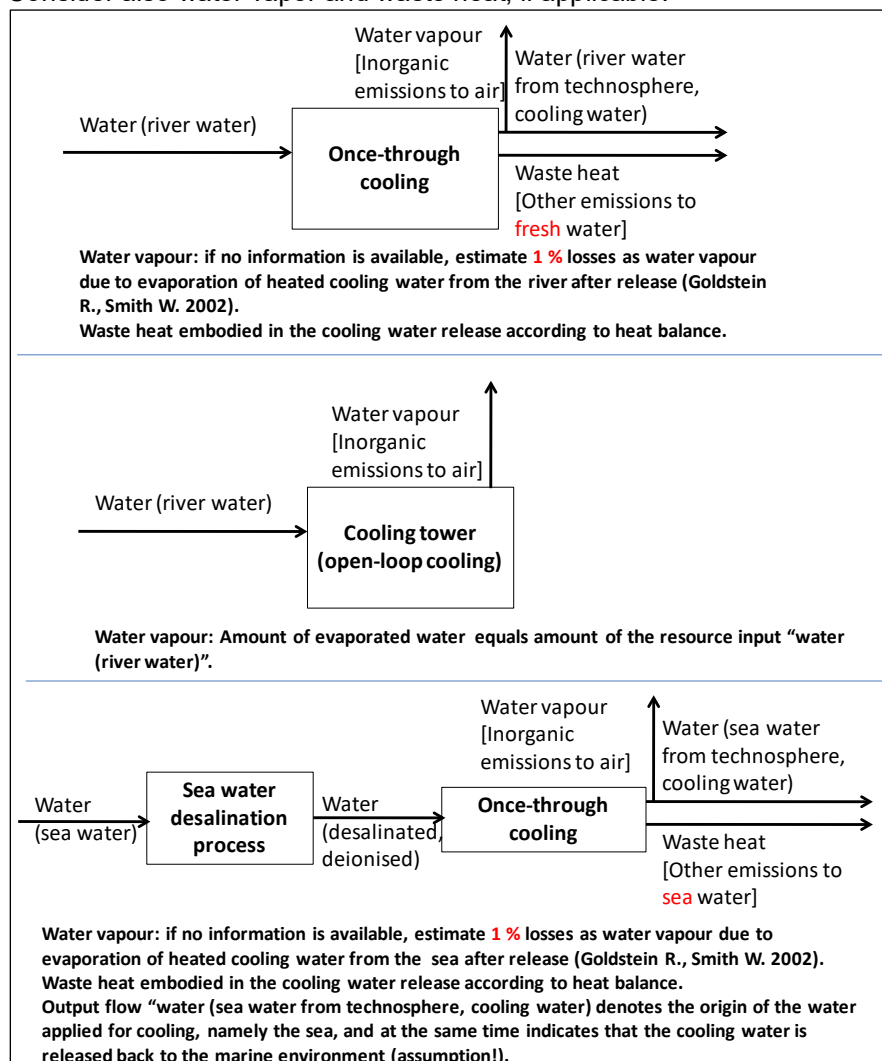 Consider also water vapor and waste heat, if applicable.
Water vapour
[Inorganic
emissions to air]
Water (river water
from technosphere,
cooling water)
Water (river water)
Once-through
cooling
Waste heat
[Other emissions to
fresh water]
Water vapour: if no information is available, estimate 1 % losses as water vapour
due to evaporation of heated cooling water from the river after release (Goldstein
R., Smith W. 2002).
Waste heat embodied in the cooling water release according to heat balance.
Water vapour
[Inorganic
emissions to air]
Water (river water)
Cooling tower
(open-loop cooling)
Water vapour: Amount of evaporated water equals amount of the resource input “water
(river water)”.
Water vapour
[Inorganic
emissions to air]
Water (sea water
from technosphere,
cooling water)
Water
(sea water)
Sea water
desalination
process
Water
(desalinated,
deionised)
Once-through
cooling
Waste heat
[Other emissions to
sea water]
Water vapour: if no information is available, estimate 1 % losses as water vapour due to
evaporation of heated cooling water from the sea after release (Goldstein R., Smith W. 2002).
Waste heat embodied in the cooling water release according to heat balance.
Output flow “water (sea water from technosphere, cooling water) denotes the origin of the water
applied for cooling, namely the sea, and at the same time indicates that the cooling water is
released back to the marine environment (assumption!).